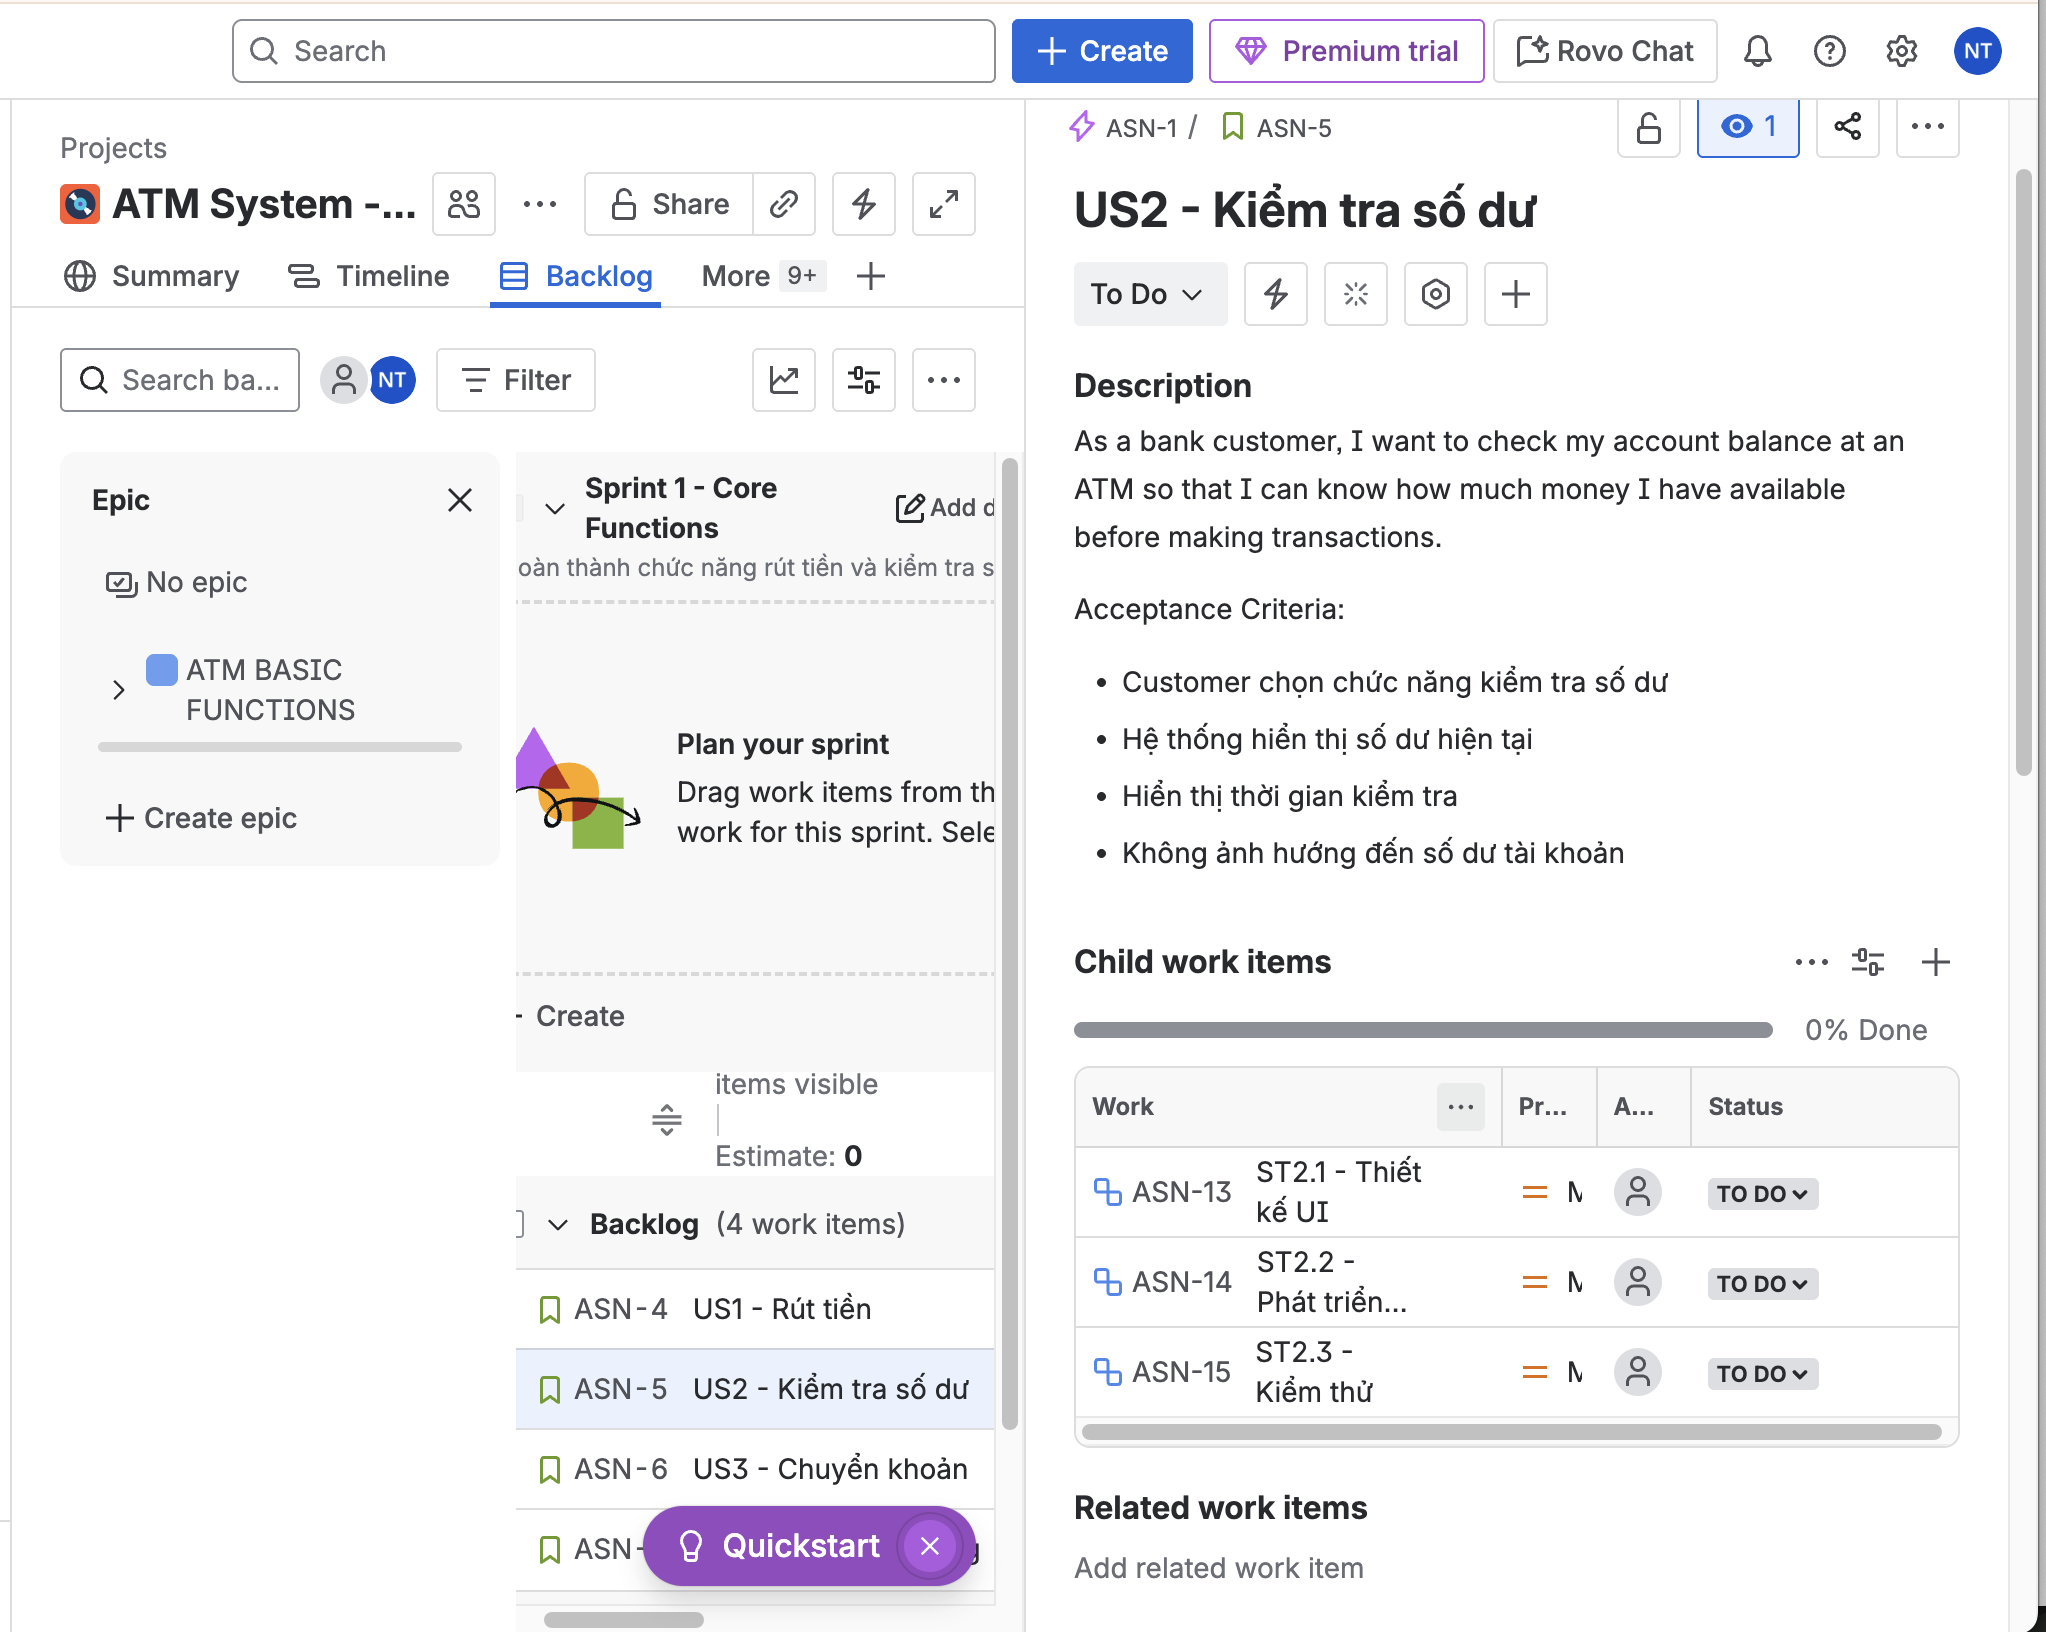 Search
Create
Premium trial
Rovo Chat
NT
Projects
ATM System -...
Share
Summary
Timeline
Backlog
More 9+
Search ba...
NT
Filter
Epic
No epic
ATM BASIC
FUNCTIONS
Create epic
Sprint 1 - Core
Functions
Add
oàn thành chức năng rút tiền và kiểm tra s
Plan your sprint
Drag work items from th
work for this sprint. Sele
Create
items visible
Estimate: 0
Backlog (4 work items)
ASN-4 US1 - Rút tiền
ASN-5 US2 - Kiểm tra số dư
ASN-6 US3 - Chuyển khoản
ASN-
Quickstart
ASN-1 / ASN-5
1
US2 - Kiểm tra số dư
To Do
Description
As a bank customer, I want to check my account balance at an
ATM so that I can know how much money I have available
before making transactions.
Acceptance Criteria:
• Customer chọn chức năng kiểm tra số dư
• Hệ thống hiển thị số dư hiện tại
• Hiển thị thời gian kiểm tra
• Không ảnh hướng đến số dư tài khoản
Child work items
0% Done
Work Pr... A... Status
ASN-13 ST2.1 - Thiết
kế UI
TO DO
ASN-14 ST2.2 -
Phát triển...
TO DO
ASN-15 ST2.3 -
Kiểm thử
TO DO
Related work items
Add related work item